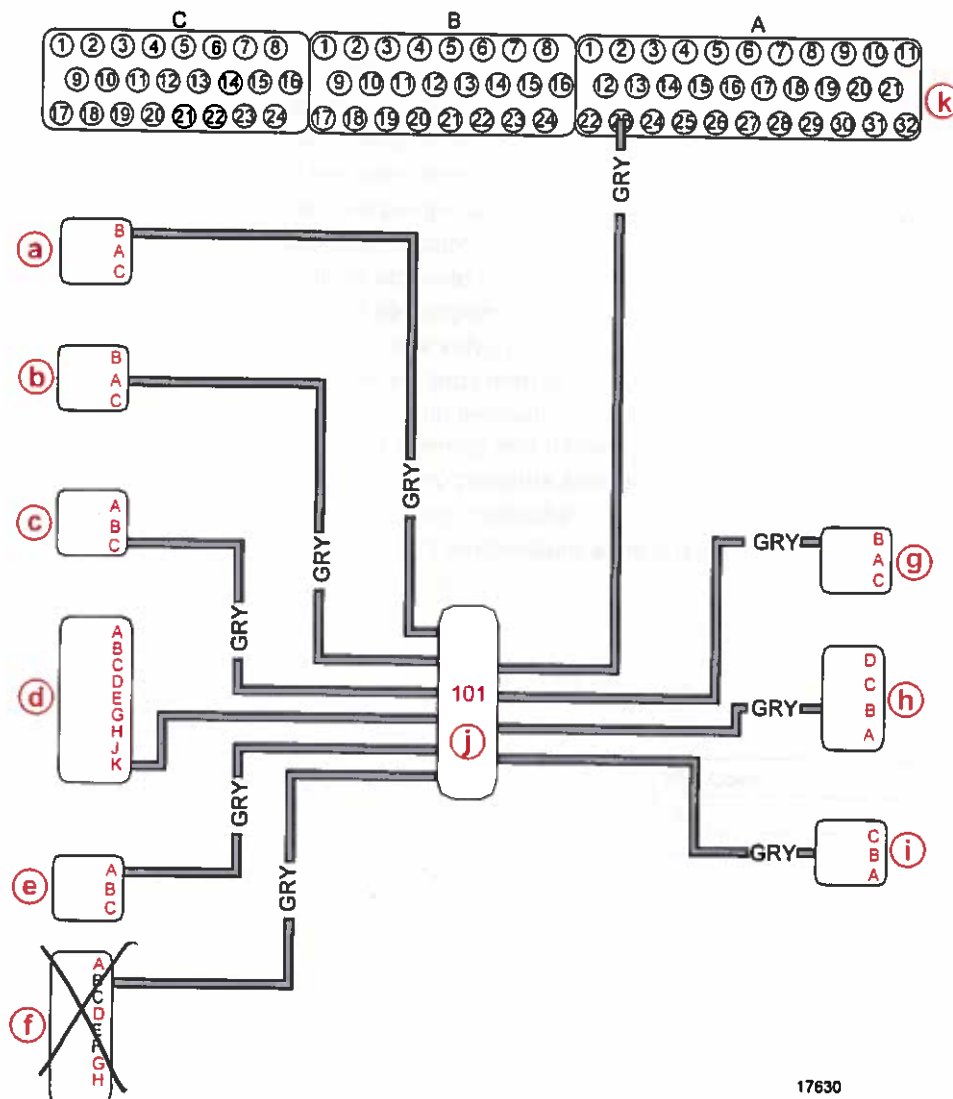 C B A
1 2 3 4 5 6 7 8 1 2 3 4 5 6 7 8 1 2 3 4 5 6 7 8 9 10 11
9 10 11 12 13 14 15 16 9 10 11 12 13 14 15 16 12 13 14 15 16 17 18 19 20 21
k
17 18 19 20 21 22 23 24 17 18 19 20 21 22 23 24 22 24 25 26 27 28 29 30 31 32
GRY
a
B
A
C
b
B
A
C
GRY
c
A
B
C
GRY
GRY
GRY
B
A
C
g
d
A
B
C
D
E
G
H
J
K
101
j
GRY
D
C
B
A
h
GRY
GRY
GRY
C
B
A
i
e
A
B
C
f
A
B
C
D
G
H
17630